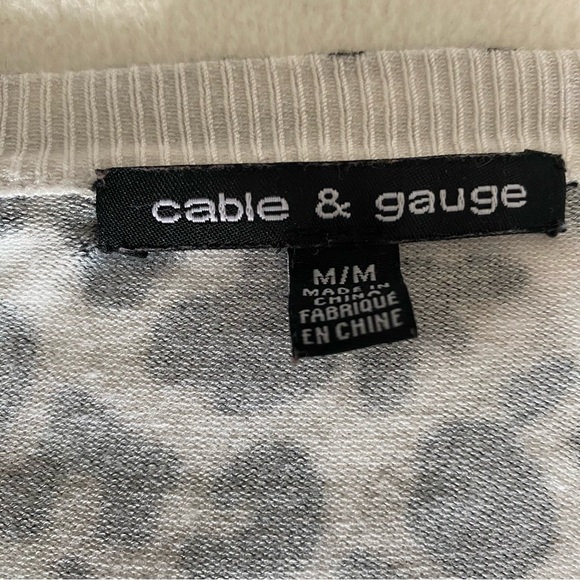 cable & gauge
M/M
MADE IN
CHINA
FABRIQUE
EN CHINE